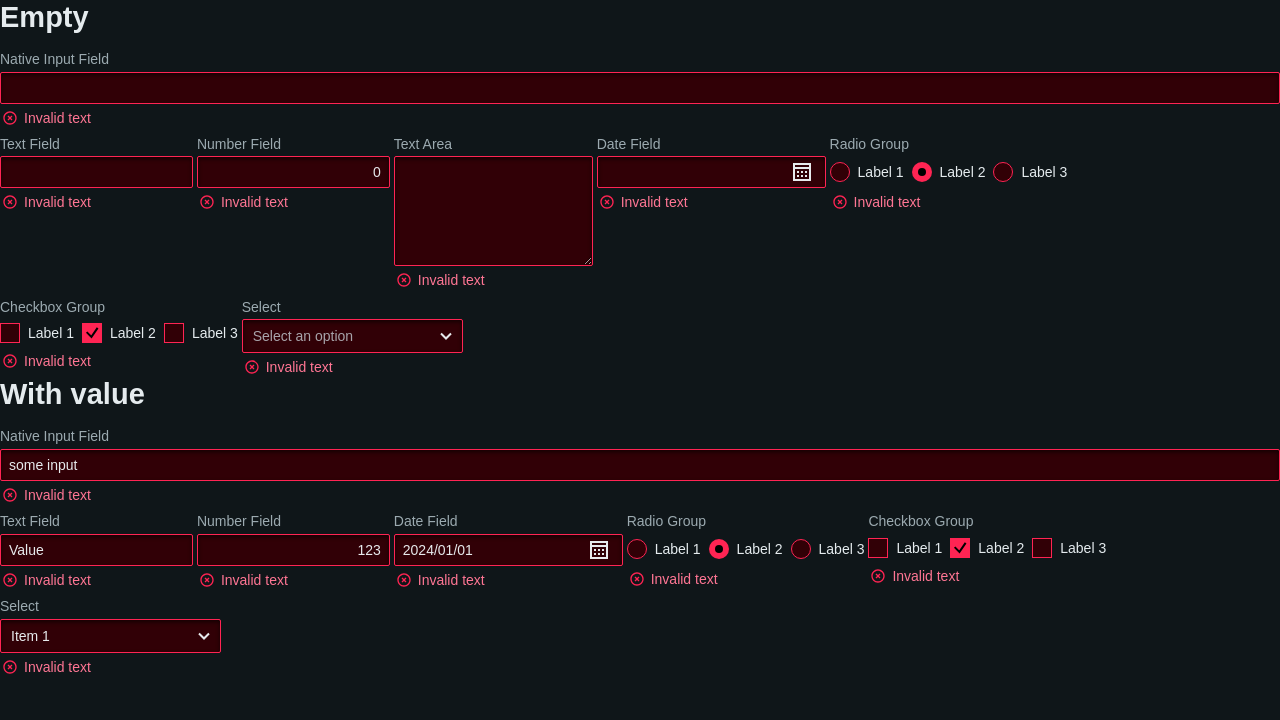 Empty
Native Input Field
Invalid text
Text Field Number Field Text Area Date Field Radio Group
0 Label 1 Label 2 Label 3
Invalid text Invalid text Invalid text Invalid text
Invalid text
Checkbox Group Select
Label 1 Label 2 Label 3 Select an option
Invalid text Invalid text
With value
Native Input Field
some input
Invalid text
Text Field Number Field Date Field Radio Group Checkbox Group
Value 123 2024/01/01 Label 1 Label 2 Label 3 Label 1 Label 2 Label 3
Invalid text Invalid text Invalid text Invalid text Invalid text
Select
Item 1
Invalid text